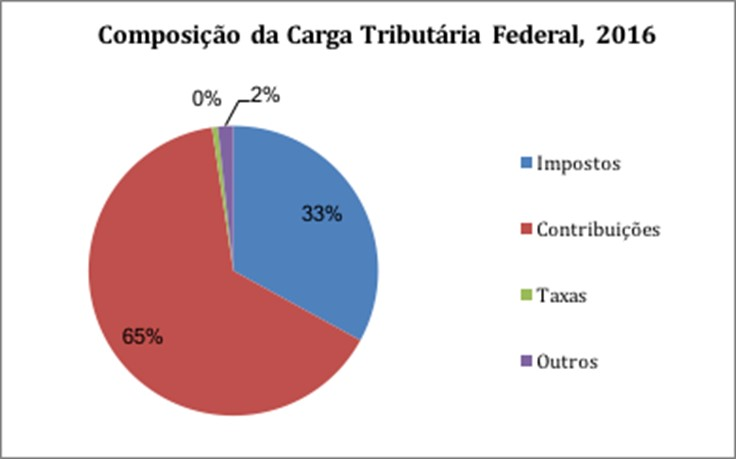 Composição da Carga Tributária Federal, 2016
0%
2%
33%
65%
Impostos
Contribuições
Taxas
Outros